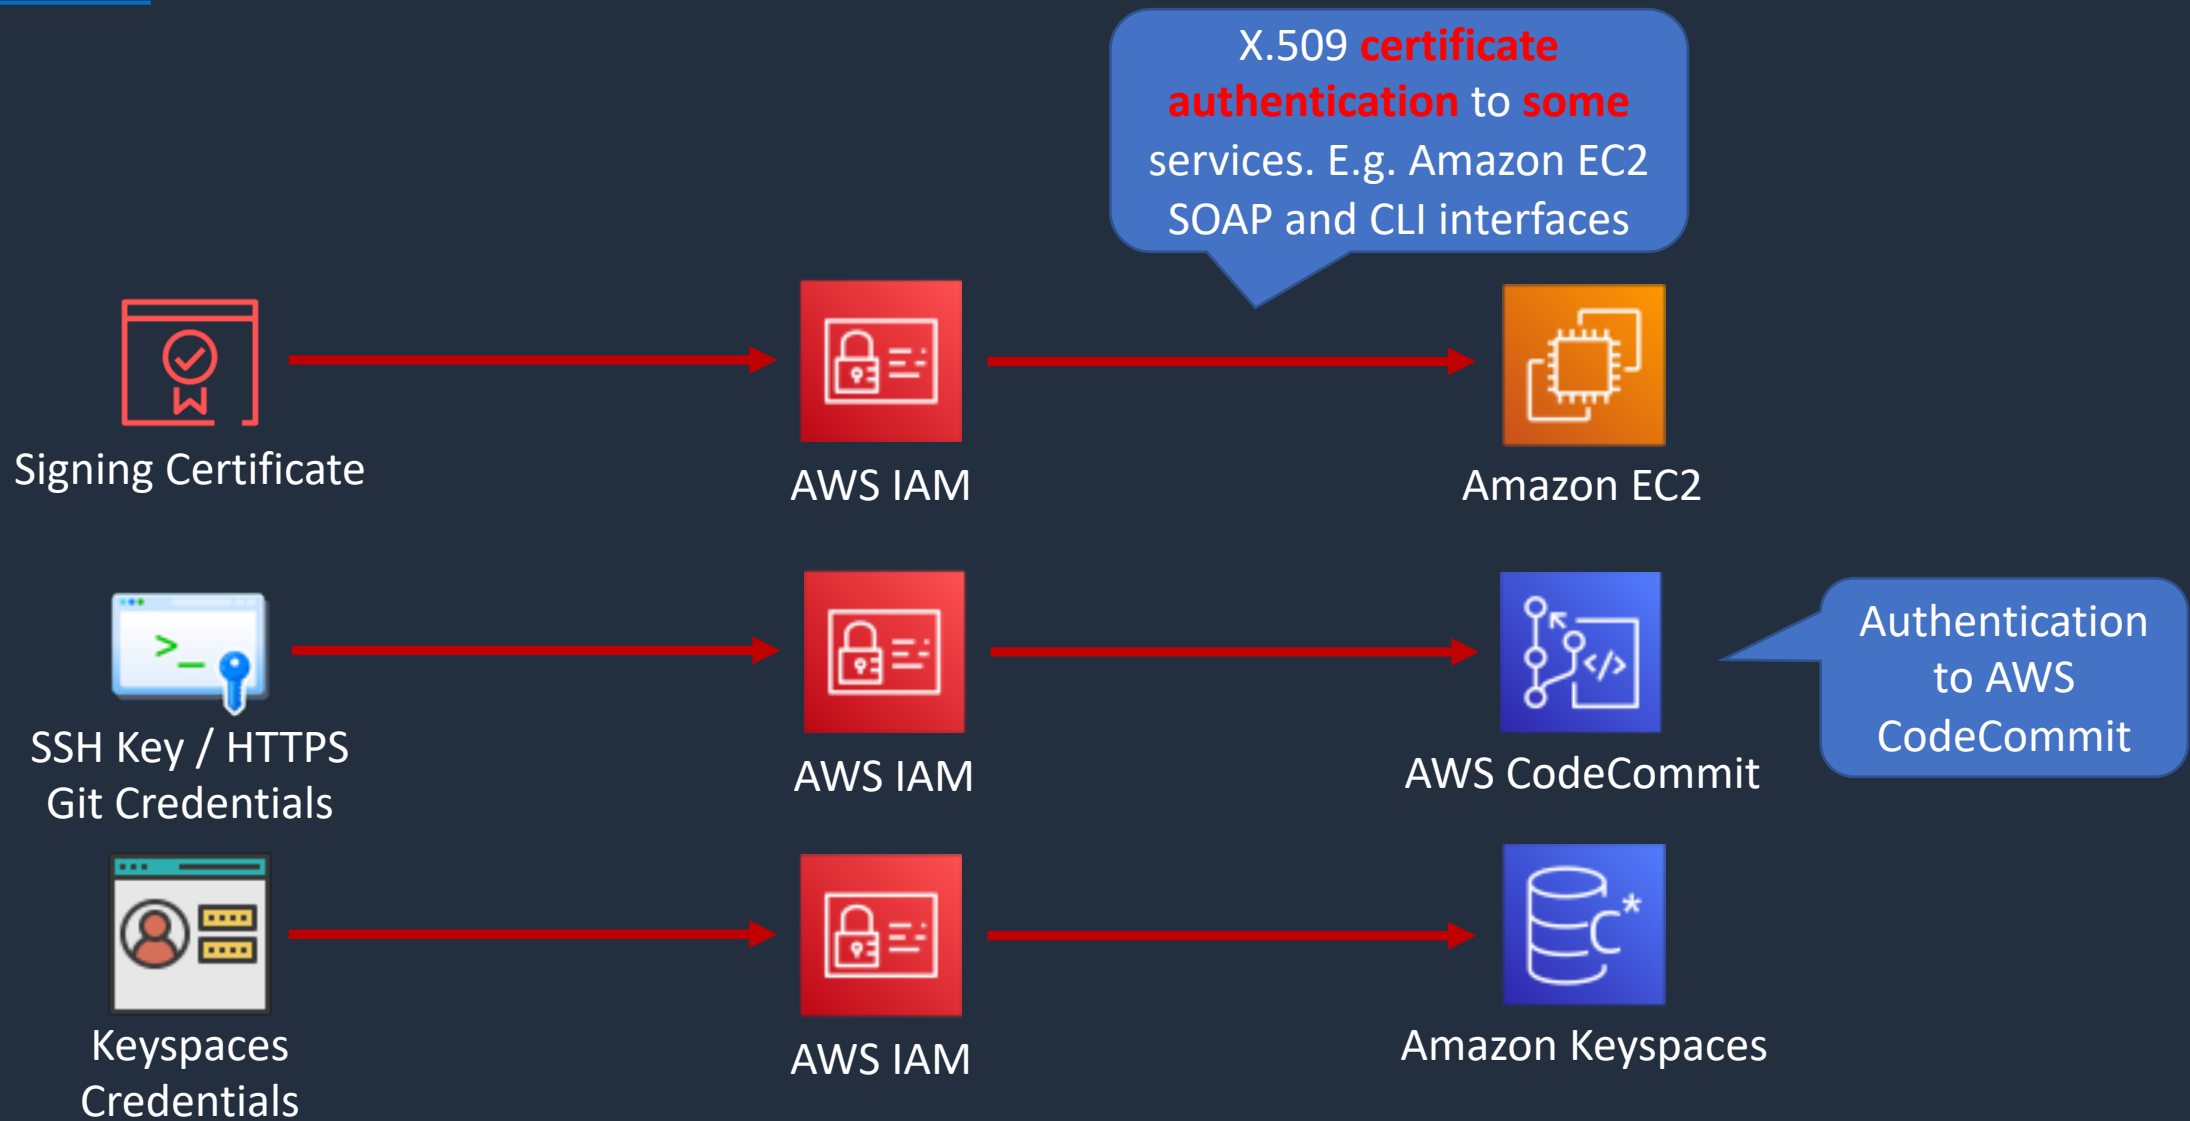 X.509 certificate
authentication to some
services. E.g. Amazon EC2
SOAP and CLI interfaces
Signing Certificate
AWS IAM
Amazon EC2
>_
</>
SSH Key / HTTPS
Git Credentials
AWS IAM
AWS CodeCommit
Authentication
to AWS
CodeCommit
C*
Keyspaces
Credentials
AWS IAM
Amazon Keyspaces